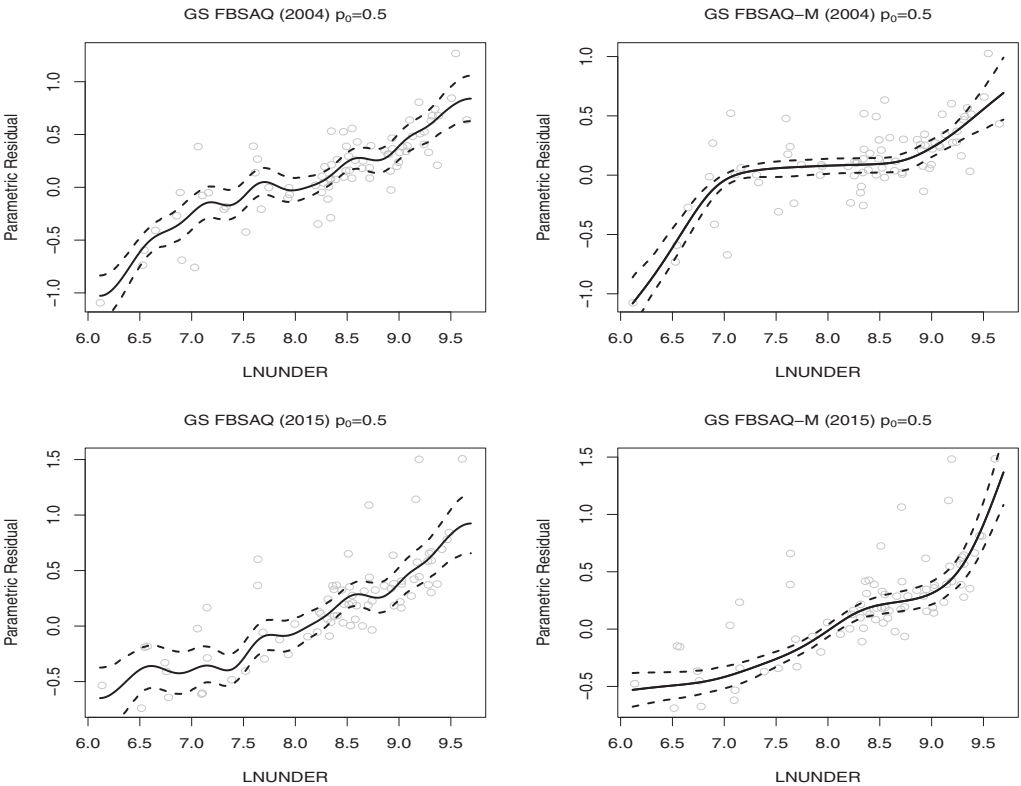 GS FBSAQ (2004) p₀=0.5
Parametric Residual
1.0
0.5
0.0
−0.5
−1.0
6.0 6.5 7.0 7.5 8.0 8.5 9.0 9.5
LNUNDER
GS FBSAQ−M (2004) p₀=0.5
Parametric Residual
1.0
0.5
0.0
−0.5
−1.0
6.0 6.5 7.0 7.5 8.0 8.5 9.0 9.5
LNUNDER
GS FBSAQ (2015) p₀=0.5
Parametric Residual
1.5
1.0
0.5
0.0
−0.5
6.0 6.5 7.0 7.5 8.0 8.5 9.0 9.5
LNUNDER
GS FBSAQ−M (2015) p₀=0.5
Parametric Residual
1.5
1.0
0.5
0.0
−0.5
6.0 6.5 7.0 7.5 8.0 8.5 9.0 9.5
LNUNDER